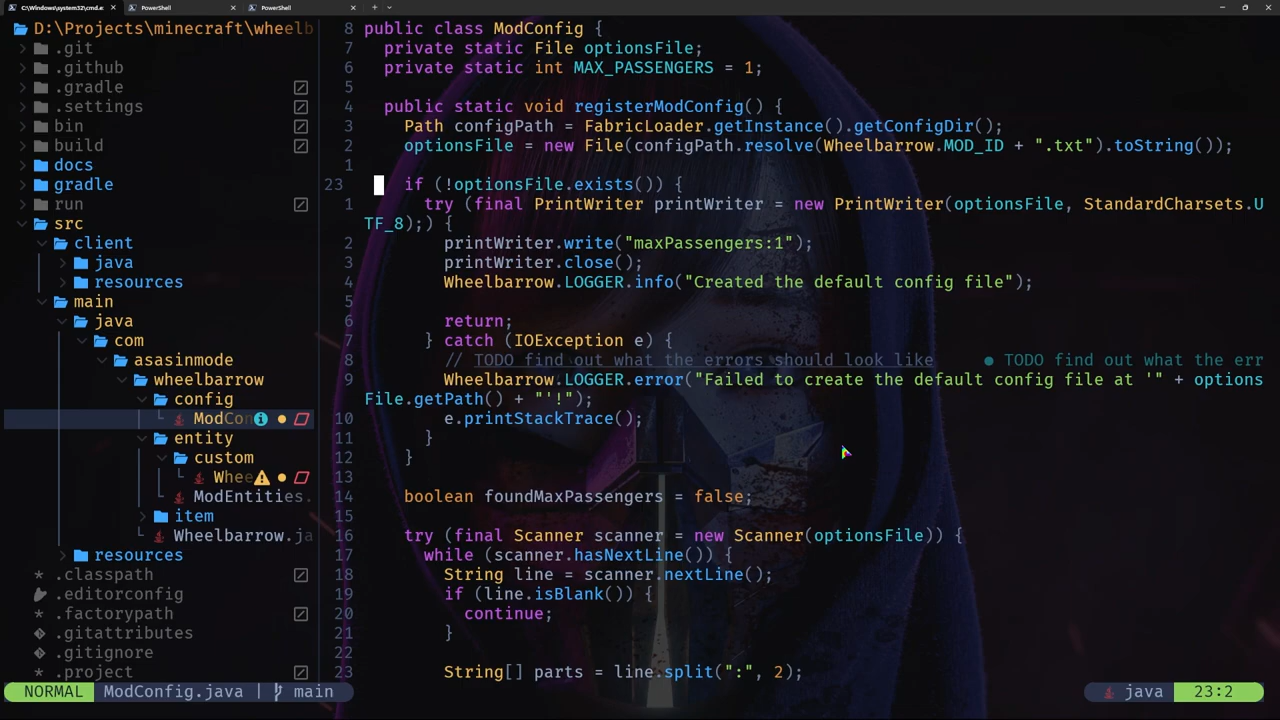 C:\Windows\system32\cmd.e
PowerShell
PowerShell
D:\Projects\minecraft\wheelb
.git
.github
.gradle
.settings
bin
build
docs
gradle
run
src
client
java
resources
main
java
com
asasinmode
wheelbarrow
config
ModCon
entity
custom
Whee
ModEntities.
item
Wheelbarrow.ja
resources
.classpath
.editorconfig
.factorypath
.gitattributes
.gitignore
.project
8 public class ModConfig {
7 private static File optionsFile;
6 private static int MAX_PASSENGERS = 1;
5
4 public static void registerModConfig() {
3 Path configPath = FabricLoader.getInstance().getConfigDir();
2 optionsFile = new File(configPath.resolve(Wheelbarrow.MOD_ID + ".txt").toString());
1
23 if (!optionsFile.exists()) {
1 try (final PrintWriter printWriter = new PrintWriter(optionsFile, StandardCharsets.U
TF_8);) {
2 printWriter.write("maxPassengers:1");
3 printWriter.close();
4 Wheelbarrow.LOGGER.info("Created the default config file");
5
6 return;
7 } catch (IOException e) {
8 // TODO find out what the errors should look like ● TODO find out what the err
9 Wheelbarrow.LOGGER.error("Failed to create the default config file at '" + options
File.getPath() + "'!");
10 e.printStackTrace();
11 }
12 }
13
14 boolean foundMaxPassengers = false;
15
16 try (final Scanner scanner = new Scanner(optionsFile)) {
17 while (scanner.hasNextLine()) {
18 String line = scanner.nextLine();
19 if (line.isBlank()) {
20 continue;
21 }
22
23 String[] parts = line.split(":", 2);
NORMAL ModConfig.java | main
java 23:2